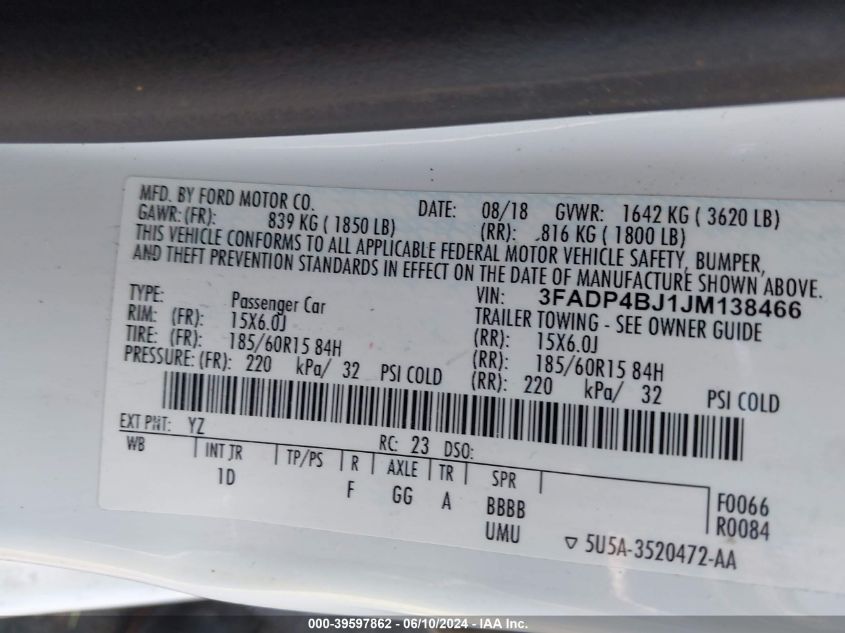 MFD. BY FORD MOTOR CO. DATE: 08/18 GVWR: 1642 KG ( 3620 LB)
GAWR: (FR): 839 KG ( 1850 LB) (RR): 816 KG ( 1800 LB)
THIS VEHICLE CONFORMS TO ALL APPLICABLE FEDERAL MOTOR VEHICLE SAFETY, BUMPER,
AND THEFT PREVENTION STANDARDS IN EFFECT ON THE DATE OF MANUFACTURE SHOWN ABOVE.
VIN: 3FADP4BJ1JM138466
TYPE: Passenger Car TRAILER TOWING - SEE OWNER GUIDE
RIM: (FR): 15X6.0J (RR): 15X6.0J
TIRE: (FR): 185/60R15 84H (RR): 185/60R15 84H
PRESSURE: (FR): 220 kPa/ 32 PSI COLD (RR): 220 kPa/ 32 PSI COLD
EXT PNT: YZ RC: 23 DSO:
WB INT TR TP/PS R AXLE TR SPR F0066
1D F GG A BBBB R0084
UMU ▽ 5U5A-3520472-AA
000-39597862 - 06/10/2024 - IAA Inc.